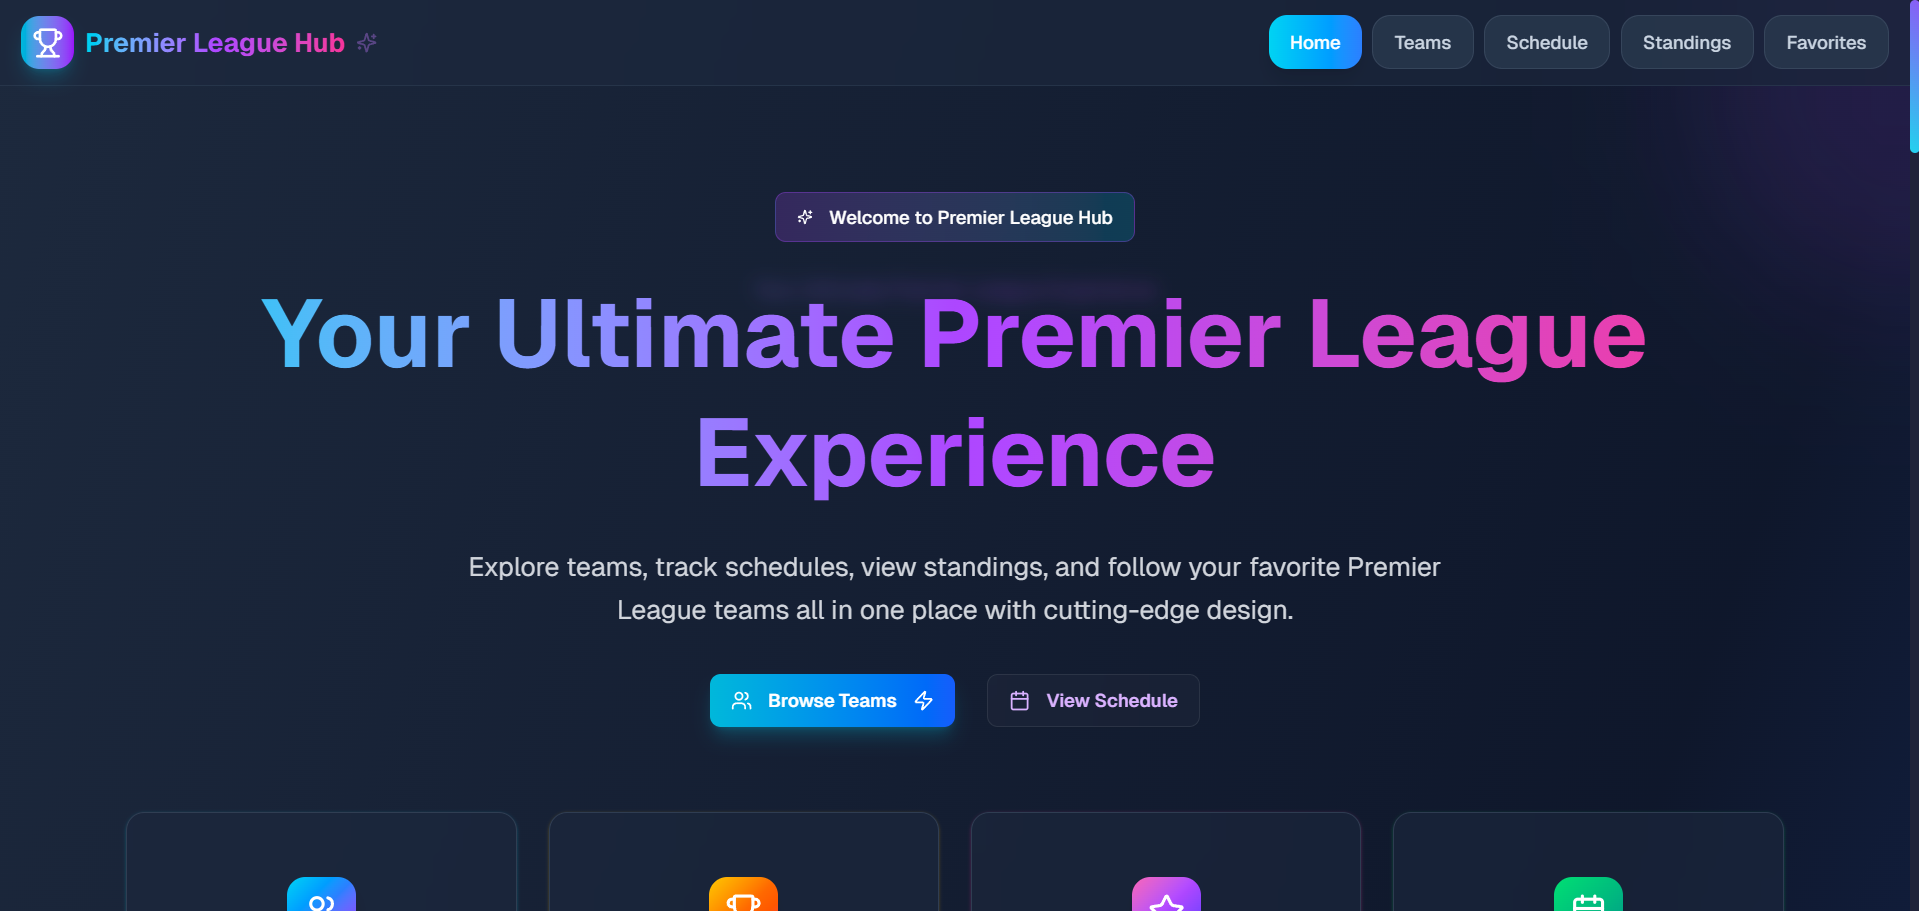 Premier League Hub
Home
Teams
Schedule
Standings
Favorites
Welcome to Premier League Hub
Your Ultimate Premier League
Experience
Explore teams, track schedules, view standings, and follow your favorite Premier
League teams all in one place with cutting-edge design.
Browse Teams
View Schedule